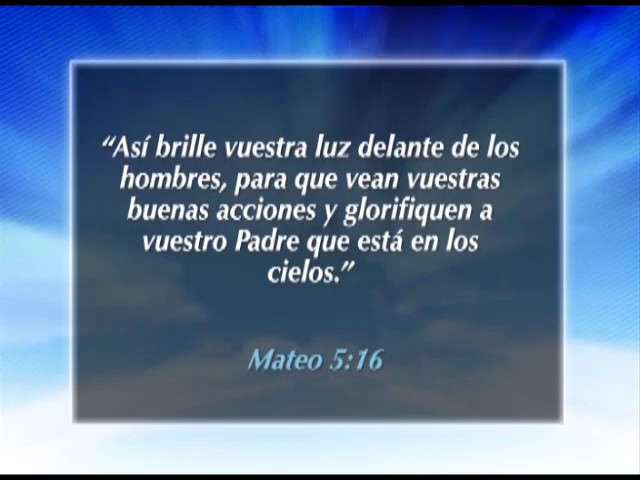 “Así brille vuestra luz delante de los
hombres, para que vean vuestras
buenas acciones y glorifiquen a
vuestro Padre que está en los
cielos.”
Mateo 5:16